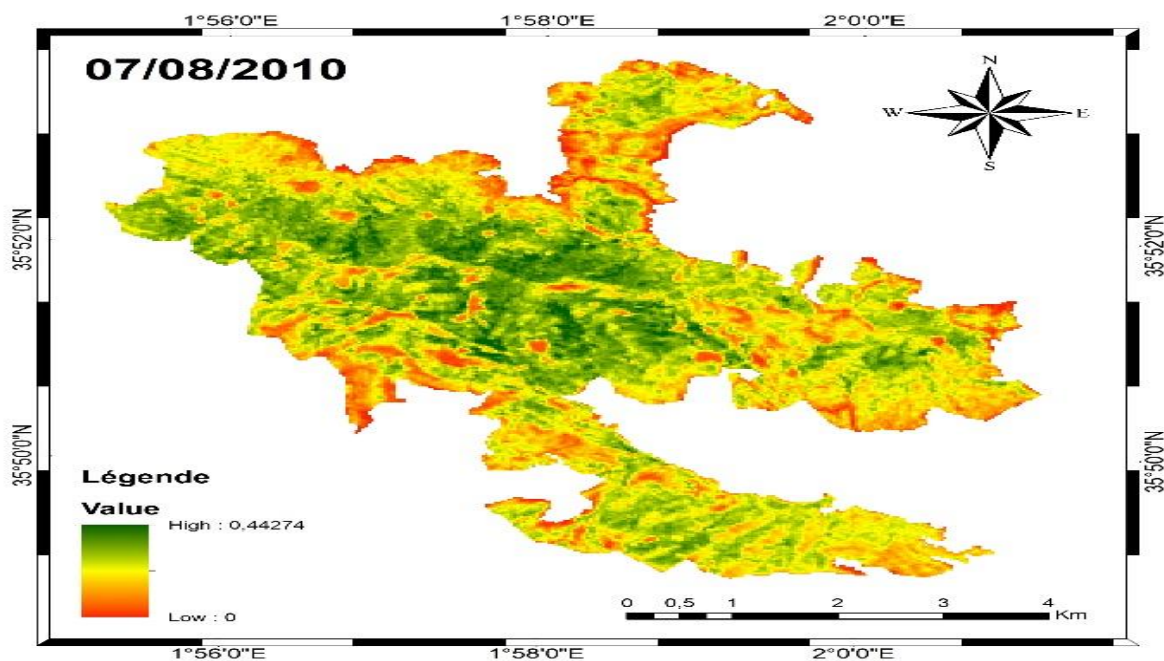 1°56'0"E 1°58'0"E 2°0'0"E
07/08/2010
N
W E
S
35°52'0"N 35°52'0"N
35°50'0"N 35°50'0"N
Légende
Value
High : 0,44274
Low : 0
0 0,5 1 2 3 4
Km
1°56'0"E 1°58'0"E 2°0'0"E